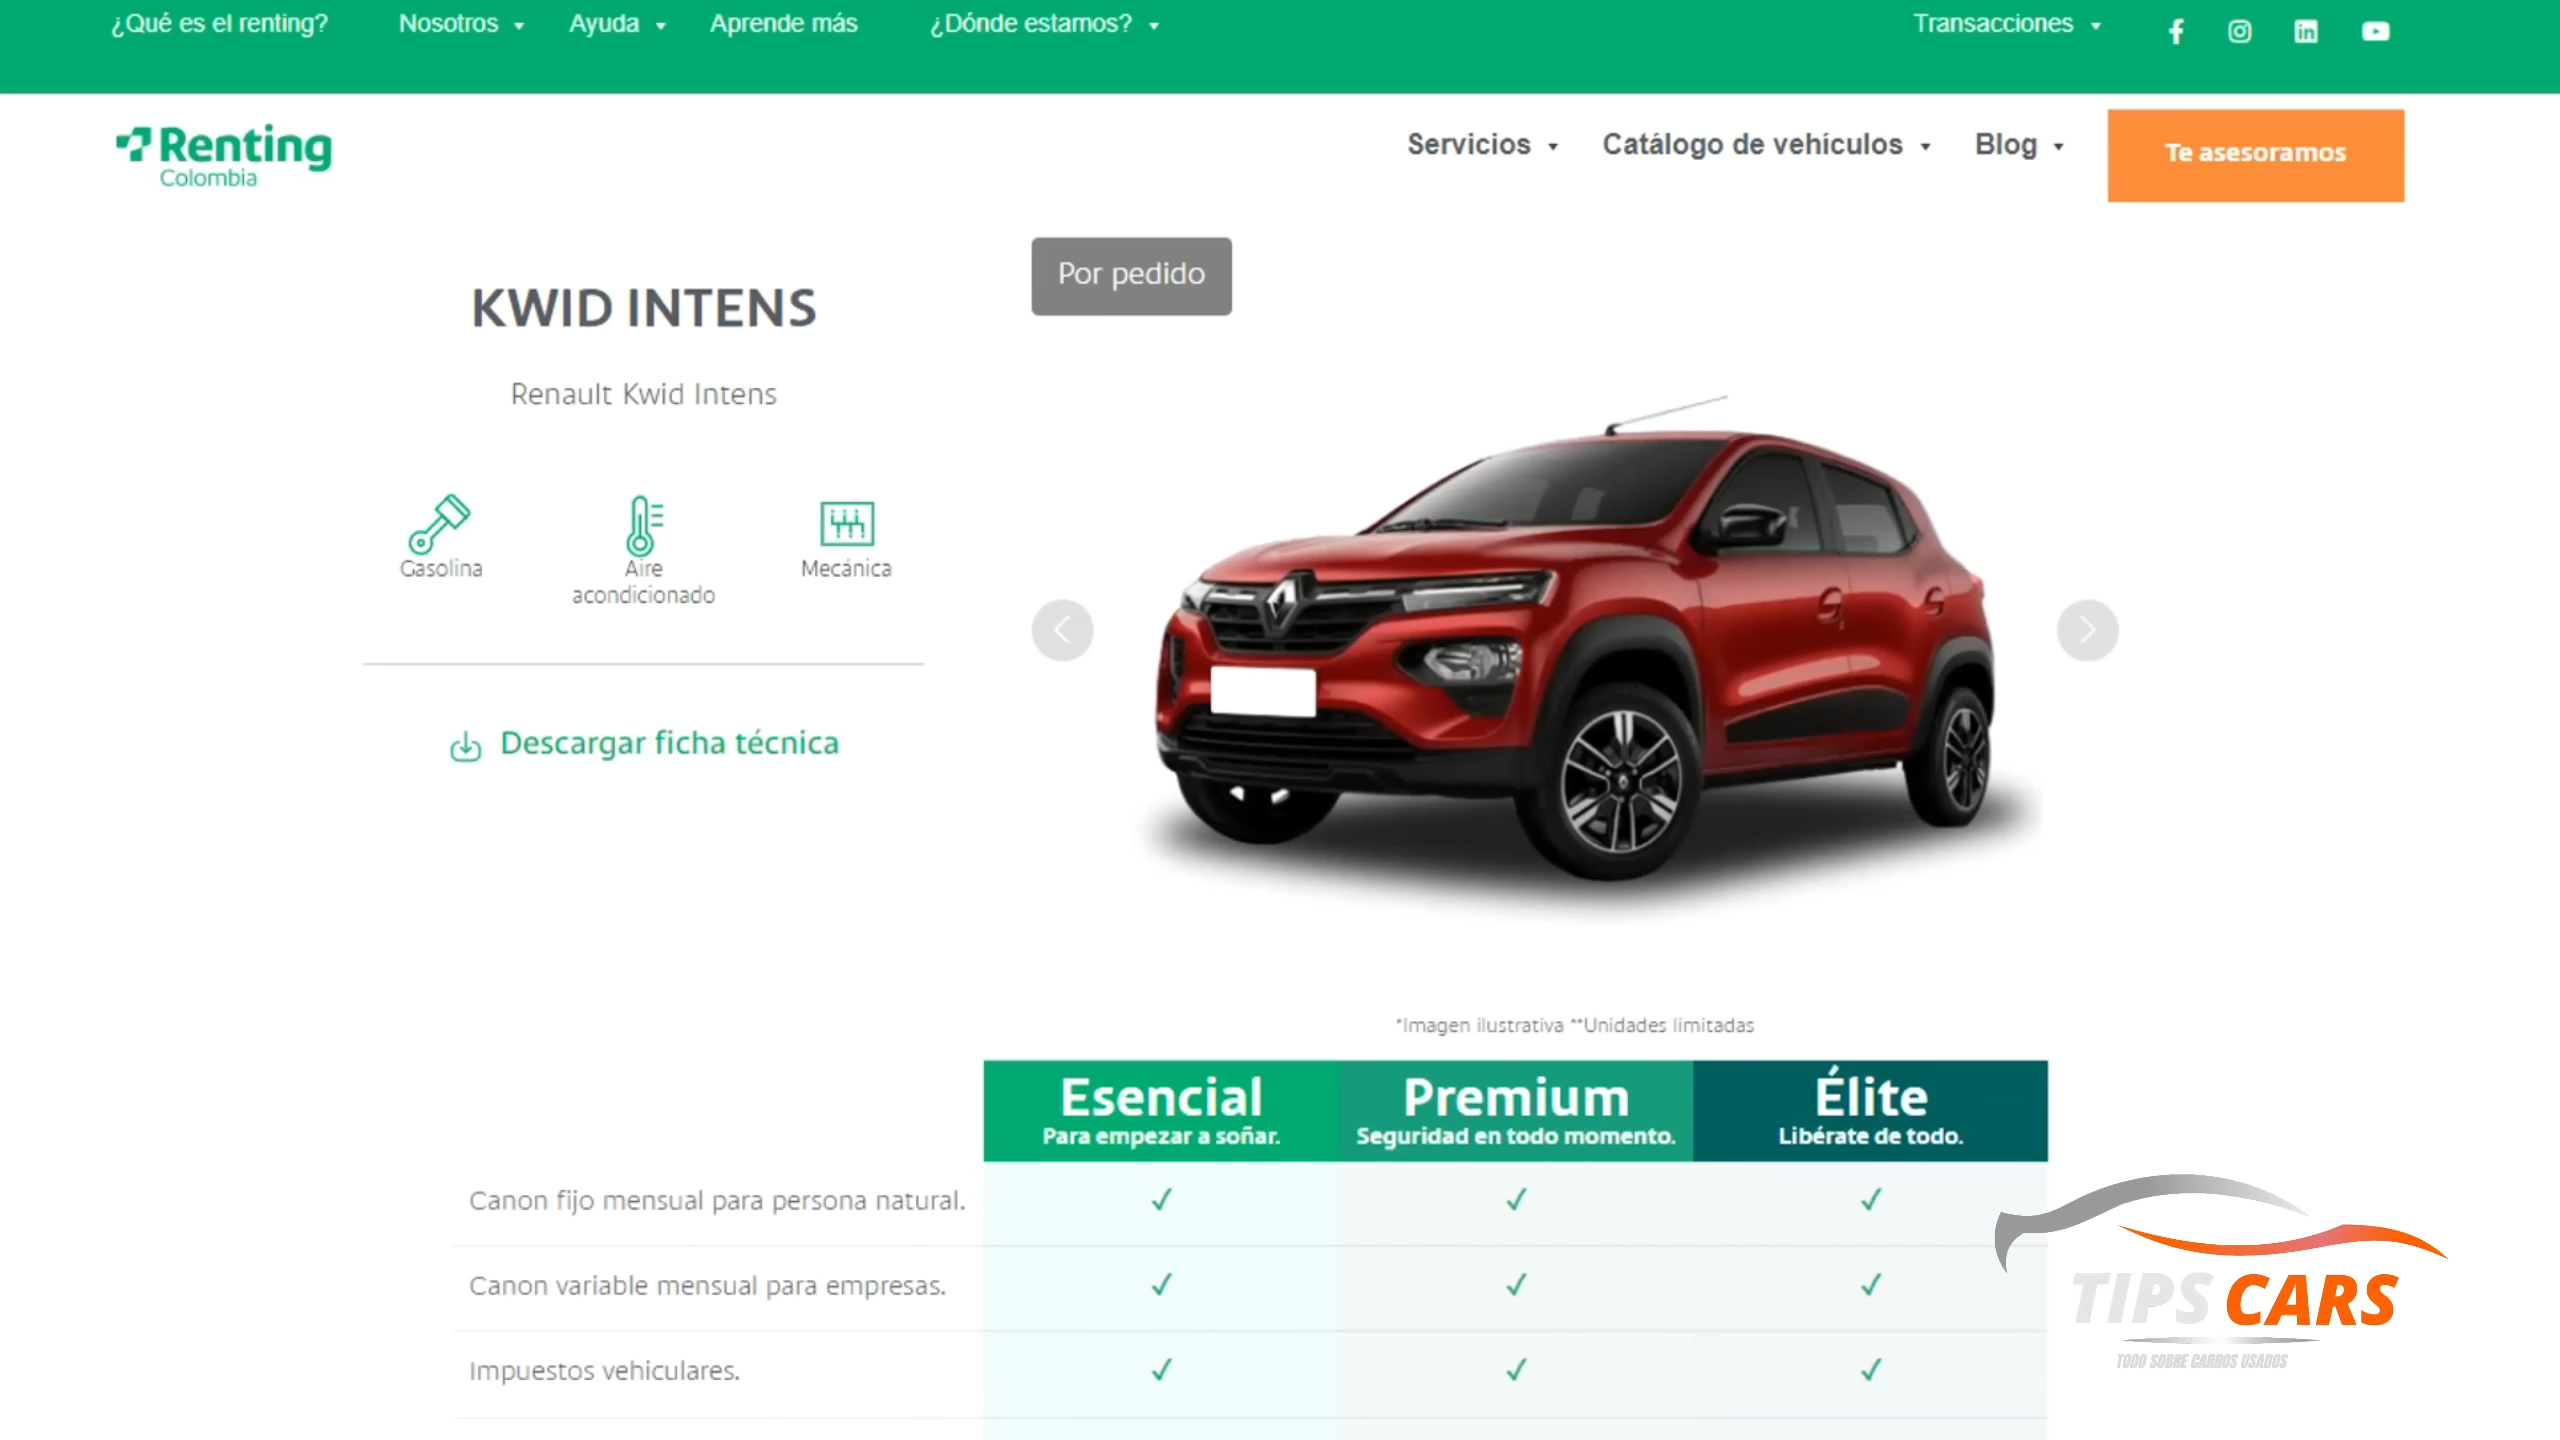 ¿Qué es el renting?
Nosotros
Ayuda
Aprende más
¿Dónde estamos?
Transacciones
Renting
Colombia
Servicios
Catálogo de vehículos
Blog
Te asesoramos
Por pedido
KWID INTENS
Renault Kwid Intens
Gasolina
Aire
acondicionado
Mecánica
Descargar ficha técnica
*Imagen ilustrativa **Unidades limitadas
Esencial
Para empezar a soñar.
Premium
Seguridad en todo momento.
Élite
Libérate de todo.
Canon fijo mensual para persona natural.
Canon variable mensual para empresas.
Impuestos vehiculares.
TIPS CARS
TODO SOBRE CARROS USADOS